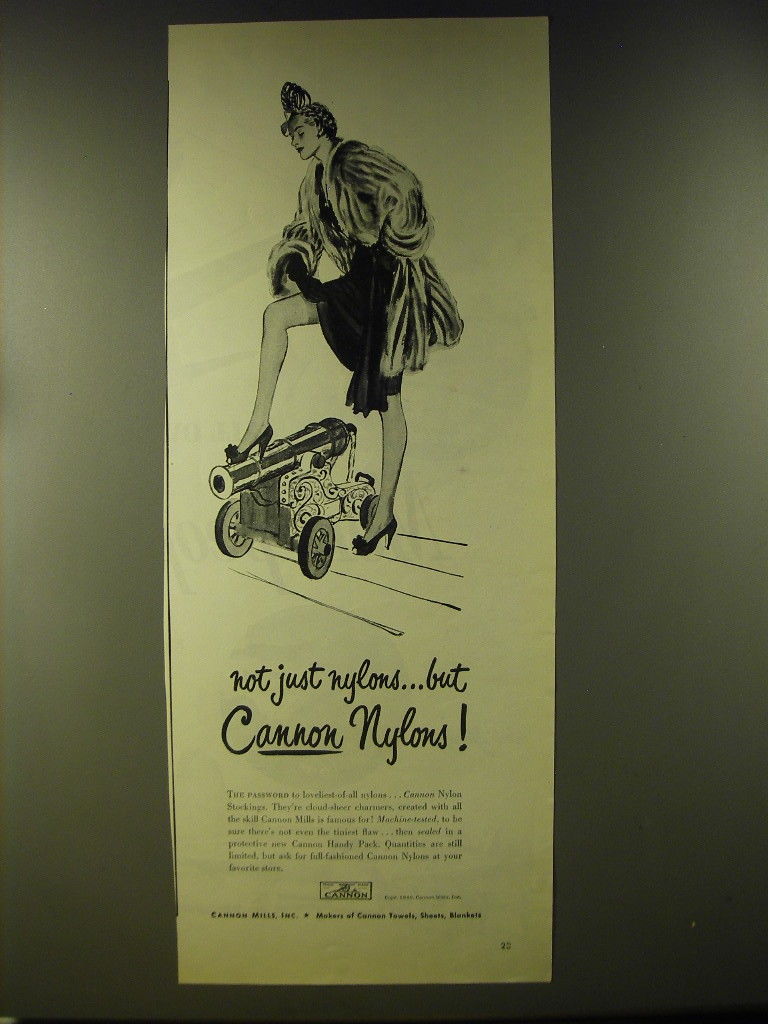 not just nylons...but
Cannon Nylons!
THE PASSWORD to loveliest-of-all nylons... Cannon Nylon
Stockings. They're cloud-sheer charmers, created with all
the skill Cannon Mills is famous for! Machine-tested, to be
sure there's not even the tiniest flaw... then sealed in a
protective new Cannon Handy Pack. Quantities are still
limited, but ask for full-fashioned Cannon Nylons at your
favorite store.
CANNON
Cannon Mills, Inc.
CANNON MILLS, INC. ★ Makers of Cannon Towels, Sheets, Blankets